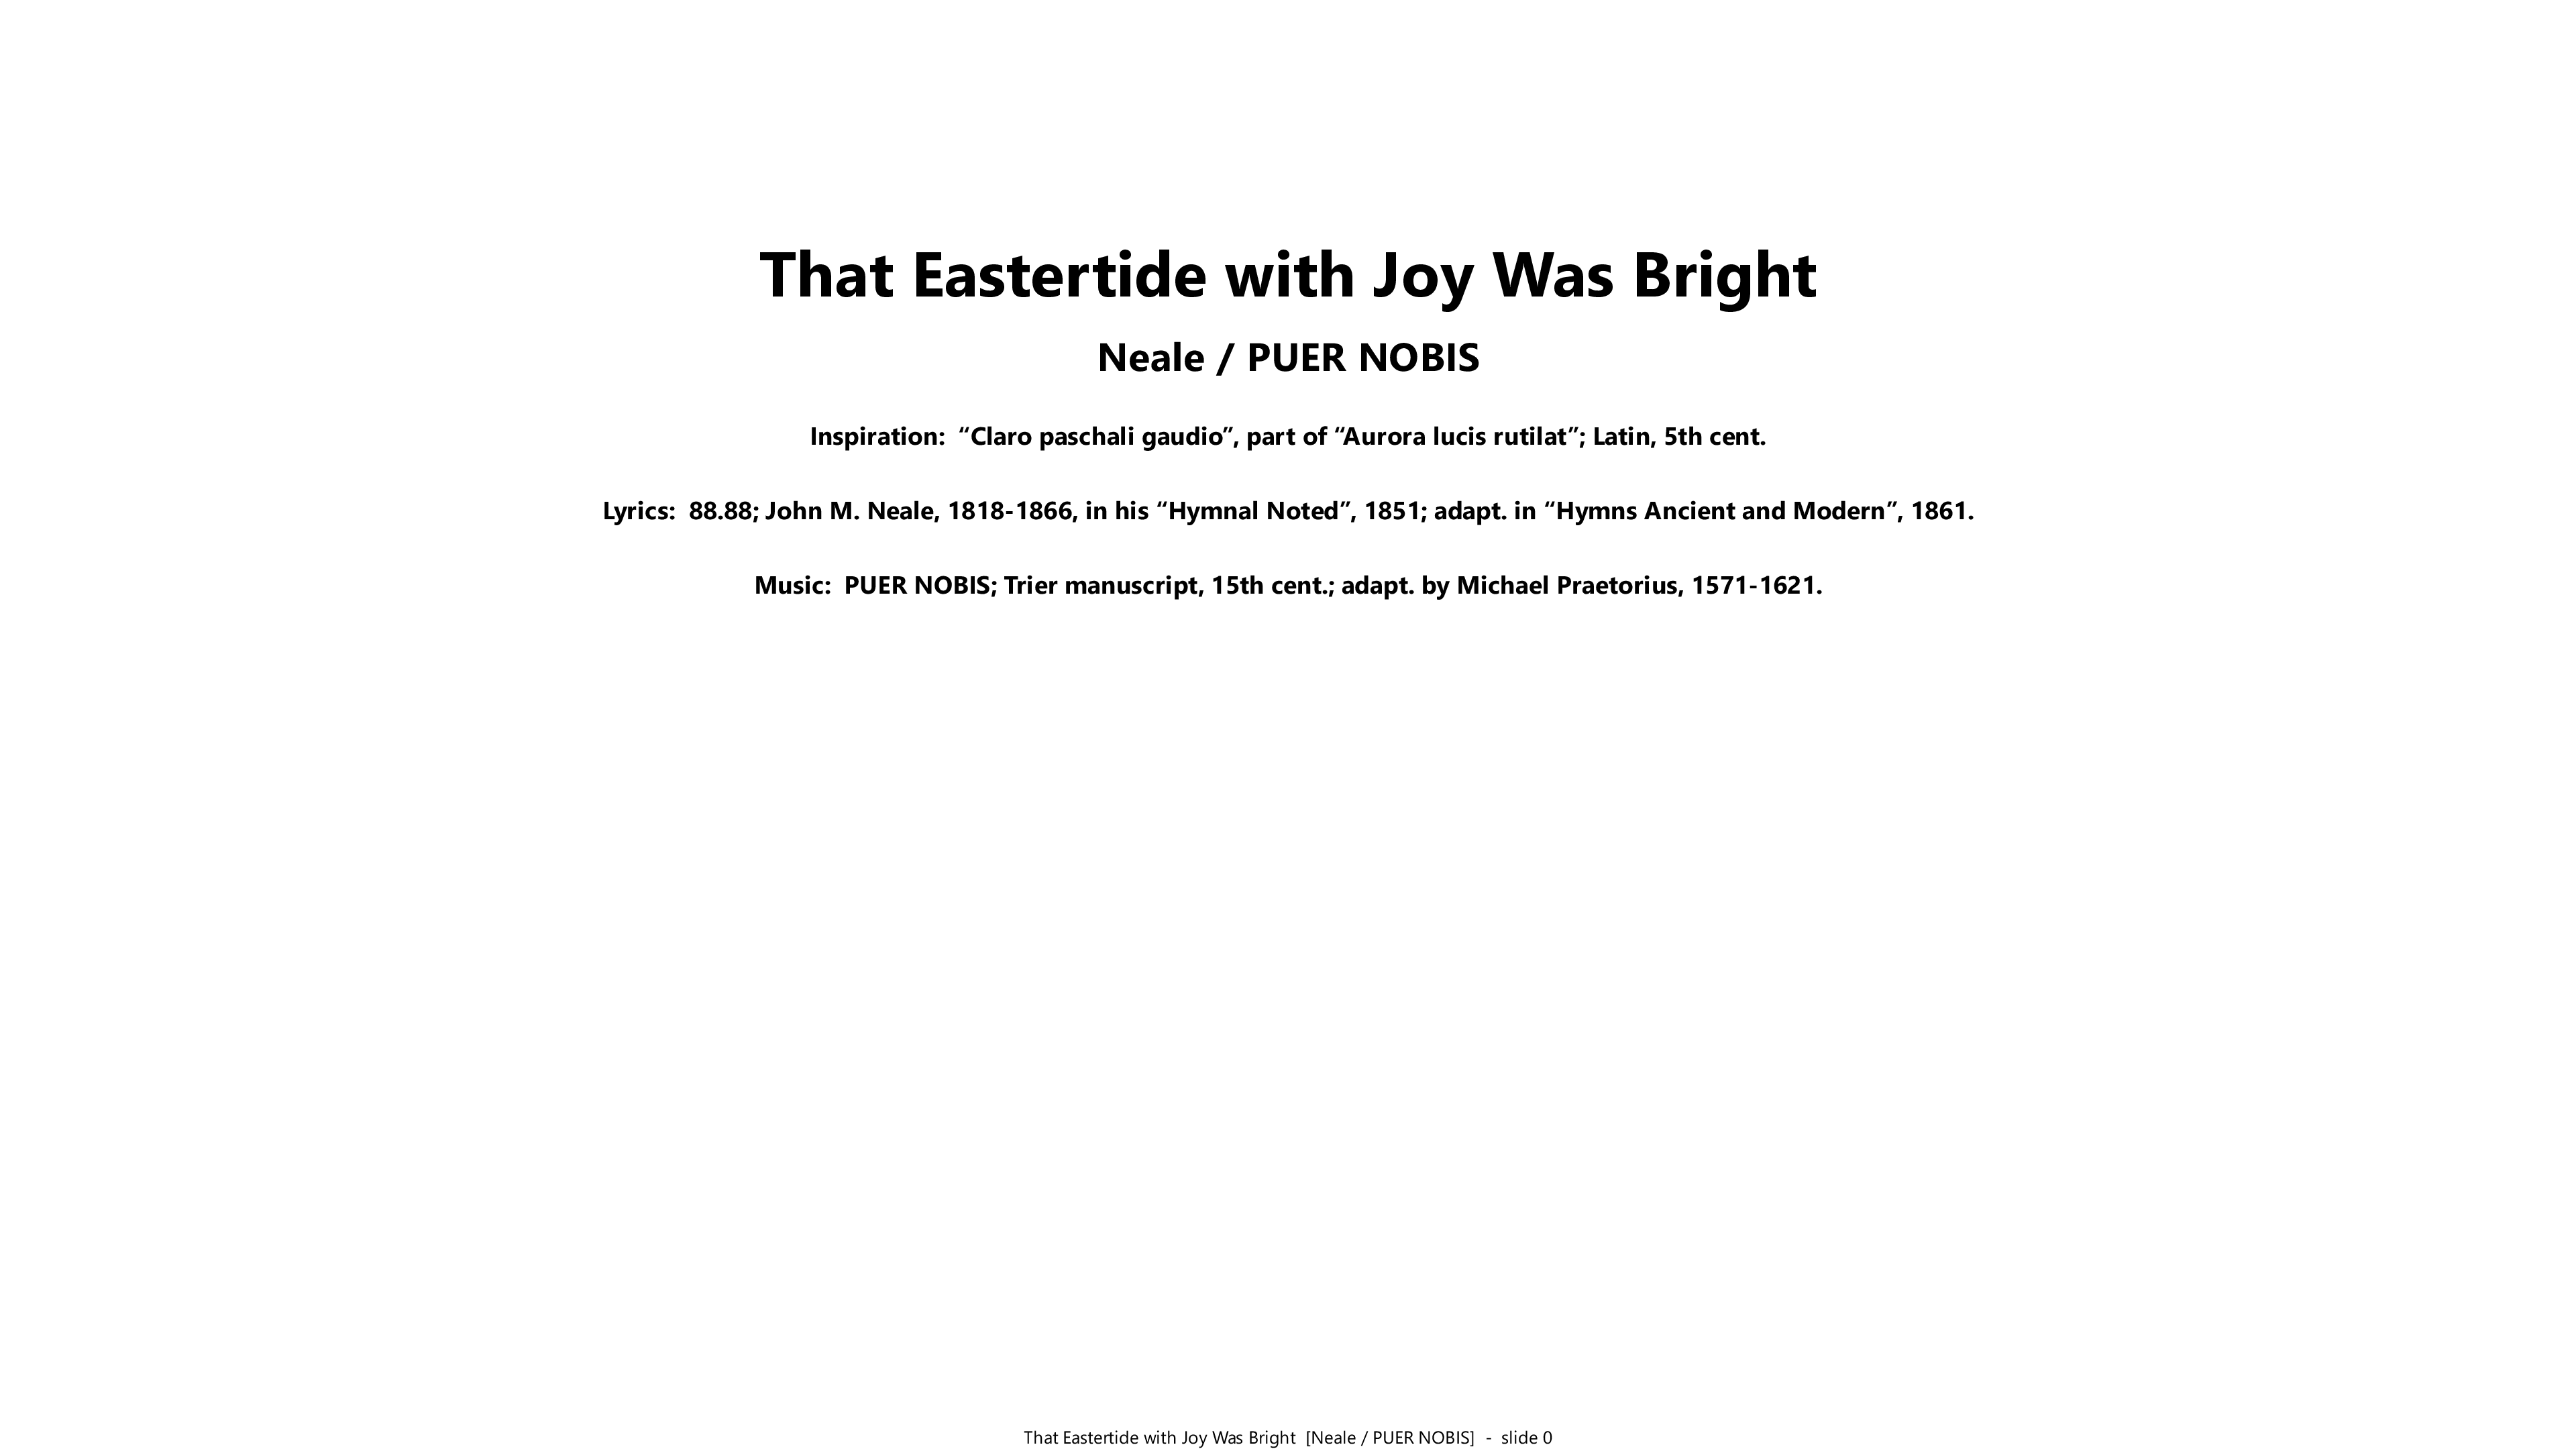 That Eastertide with Joy Was Bright
Neale / PUER NOBIS
Inspiration:  “Claro paschali gaudio”, part of “Aurora lucis rutilat”; Latin, 5th cent.
Lyrics:  88.88; John M. Neale, 1818-1866, in his “Hymnal Noted”, 1851; adapt. in “Hymns Ancient and Modern”, 1861.
Music:  PUER NOBIS; Trier manuscript, 15th cent.; adapt. by Michael Praetorius, 1571-1621.
That Eastertide with Joy Was Bright  [Neale / PUER NOBIS]  -  slide 0